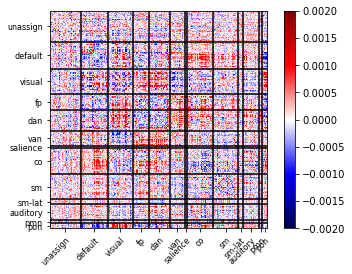 unassign
default
visual
fp
dan
van
salience
co
sm
sm-lat
auditory
pmn
pon
unassign
default
visual
fp
dan
van
salience
co
sm
sm-lat
auditory
0.0020
0.0015
0.0010
0.0005
0.0000
−0.0005
−0.0010
−0.0015
−0.0020